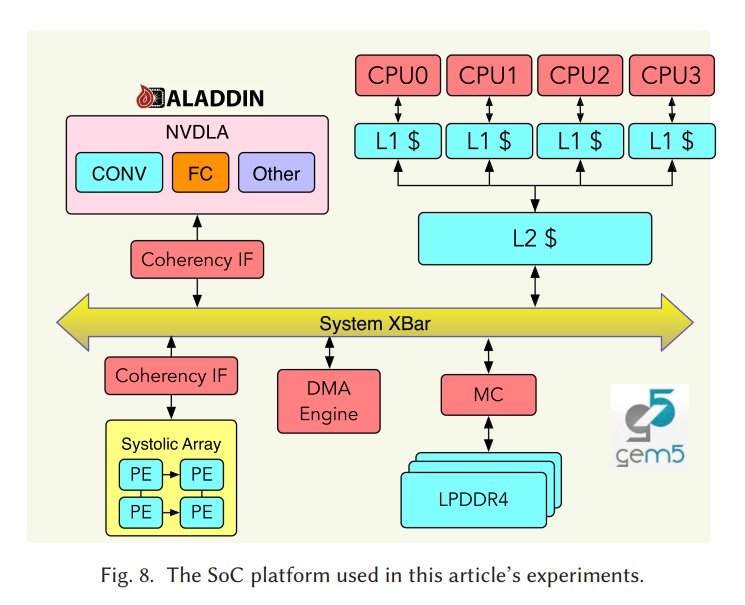 ALADDIN
NVDLA
CONV
FC
Other
Coherency IF
CPU0
CPU1
CPU2
CPU3
L1 $
L1 $
L1 $
L1 $
L2 $
System XBar
Coherency IF
Systolic Array
PE
PE
PE
PE
DMA
Engine
MC
LPDDR4
gem5
Fig. 8. The SoC platform used in this article's experiments.